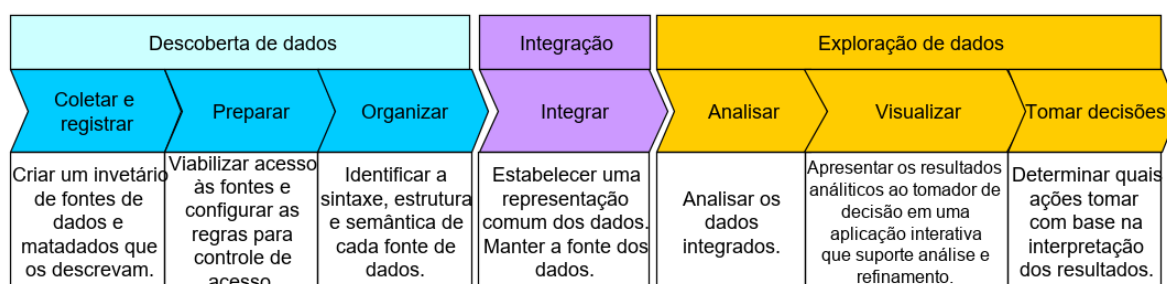 Descoberta de dados
Integração
Exploração de dados
Coletar e
registrar
Preparar
Organizar
Integrar
Analisar
Visualizar
Tomar decisões
Criar um invetário
de fontes de
dados e
matadados que
os descrevam.
Viabilizar acesso
às fontes e
configurar as
regras para
controle de
acesso
Identificar a
sintaxe, estrutura
e semântica de
cada fonte de
dados.
Estabelecer uma
representação
comum dos dados.
Manter a fonte dos
dados.
Analisar os
dados
integrados.
Apresentar os resultados
análiticos ao tomador de
decisão em uma
aplicação interativa
que suporte análise e
refinamento.
Determinar quais
ações tomar
com base na
interpretação
dos resultados.